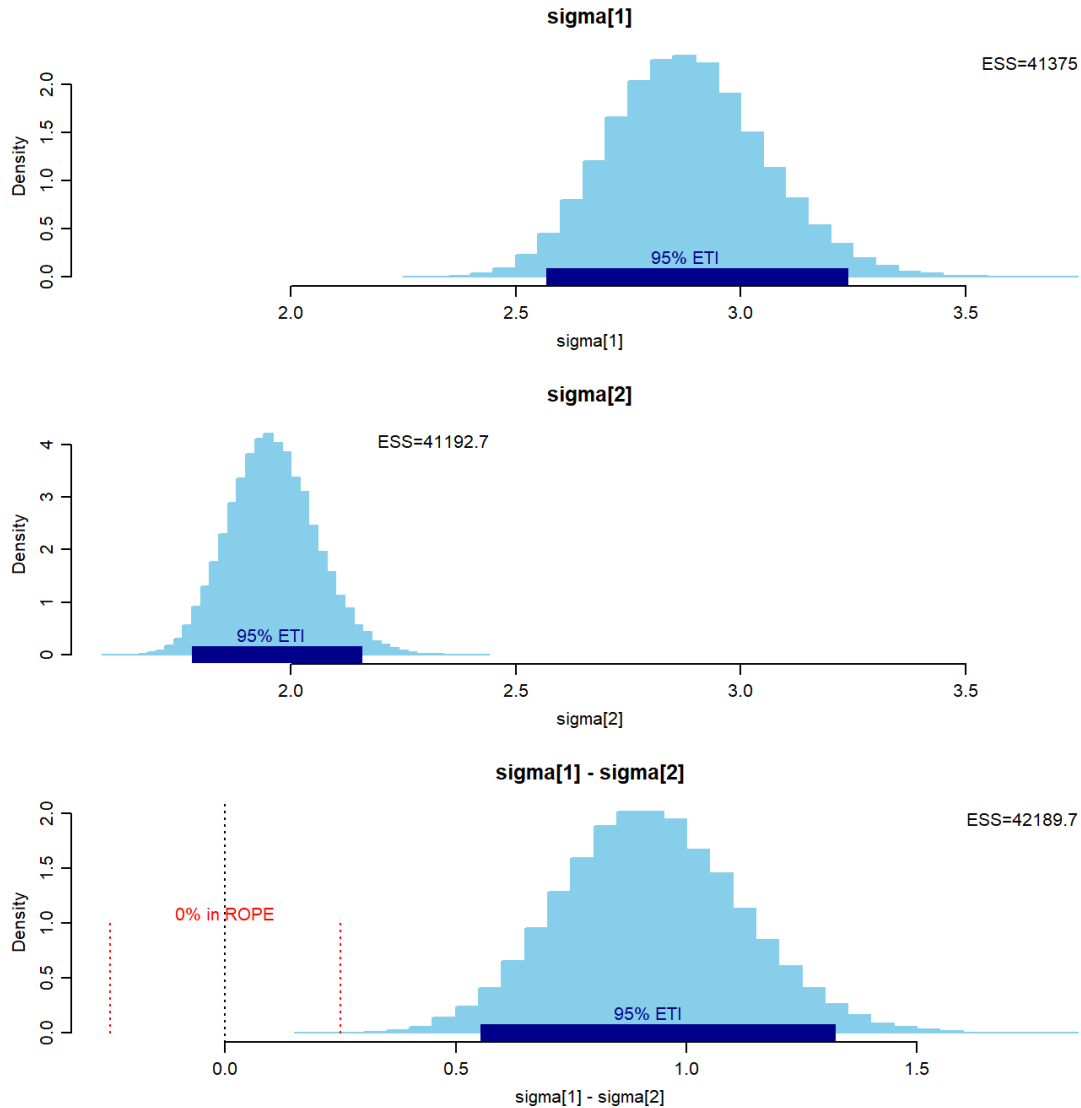 sigma[1]
ESS=41375
Density
0.0 0.5 1.0 1.5 2.0
95% ETI
2.0 2.5 3.0 3.5
sigma[1]
sigma[2]
ESS=41192.7
Density
0 1 2 3 4
95% ETI
2.0 2.5 3.0 3.5
sigma[2]
sigma[1] - sigma[2]
ESS=42189.7
Density
0.0 0.5 1.0 1.5 2.0
0% in ROPE
95% ETI
0.0 0.5 1.0 1.5
sigma[1] - sigma[2]